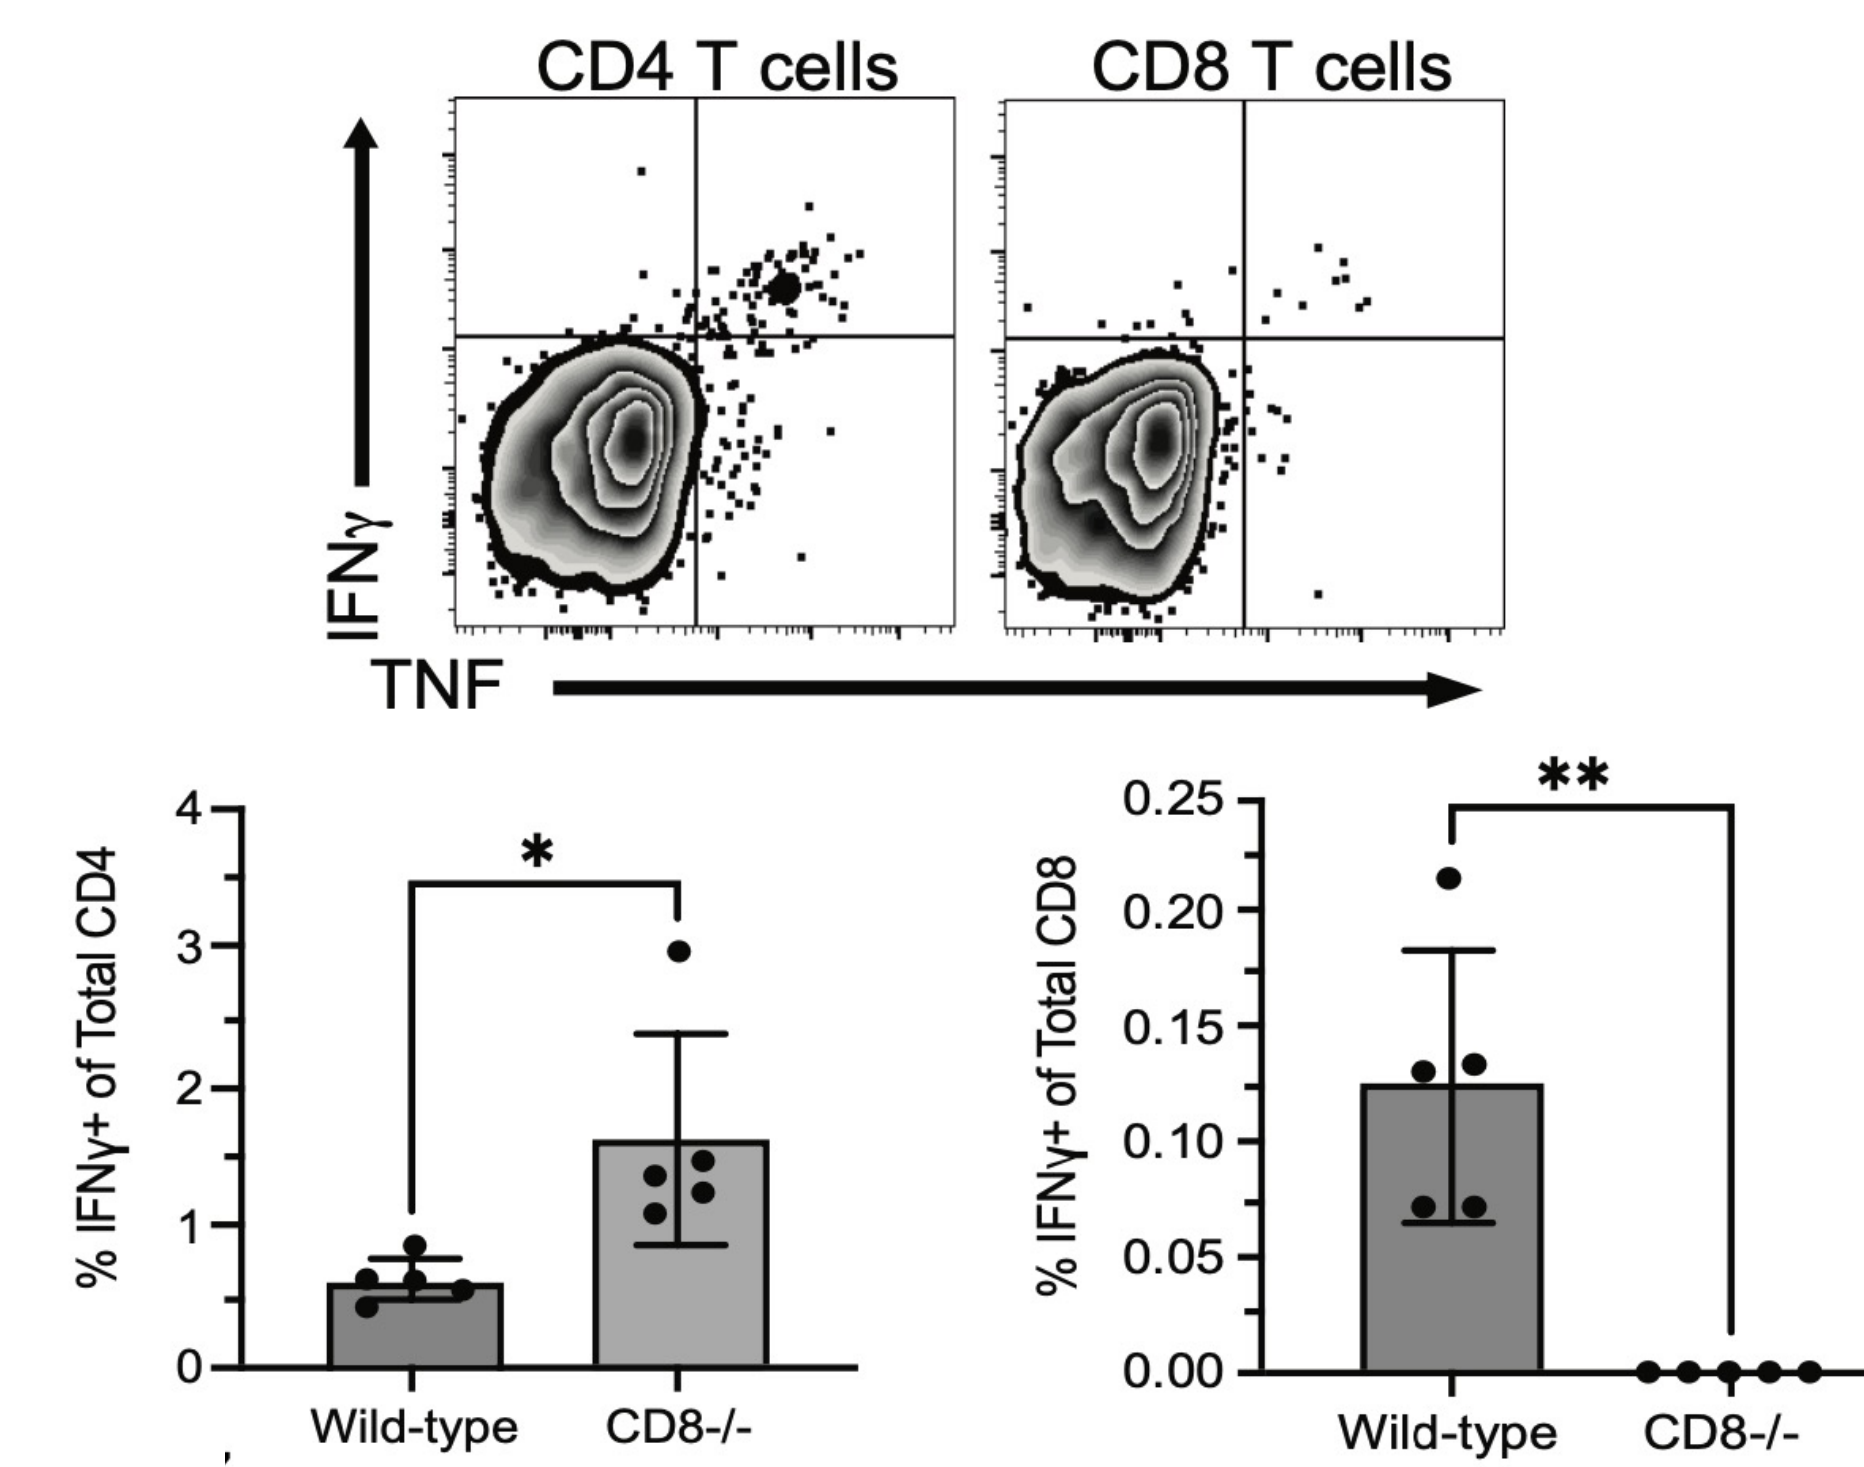 CD4 T cells
CD8 T cells
IFNγ
TNF
% IFNγ+ of Total CD4
4
3
2
1
0
*
Wild-type
CD8-/-
% IFNγ+ of Total CD8
0.25
0.20
0.15
0.10
0.05
0.00
**
Wild-type
CD8-/-